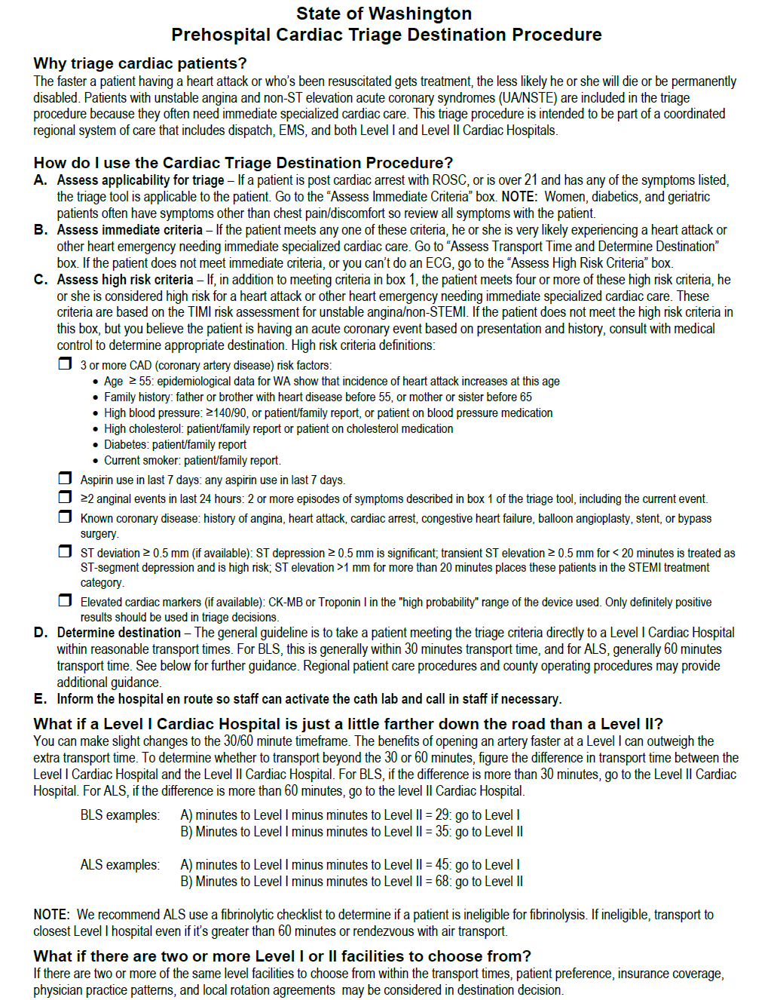 State of Washington
Prehospital Cardiac Triage Destination Procedure
Why triage cardiac patients?
The faster a patient having a heart attack or who's been resuscitated gets treatment, the less likely he or she will die or be permanently
disabled. Patients with unstable angina and non-ST elevation acute coronary syndromes (UA/NSTE) are included in the triage
procedure because they often need immediate specialized cardiac care. This triage procedure is intended to be part of a coordinated
regional system of care that includes dispatch, EMS, and both Level I and Level II Cardiac Hospitals.
How do I use the Cardiac Triage Destination Procedure?
A. Assess applicability for triage – If a patient is post cardiac arrest with ROSC, or is over 21 and has any of the symptoms listed,
the triage tool is applicable to the patient. Go to the “Assess Immediate Criteria” box. NOTE: Women, diabetics, and geriatric
patients often have symptoms other than chest pain/discomfort so review all symptoms with the patient.
B. Assess immediate criteria – If the patient meets any one of these criteria, he or she is very likely experiencing a heart attack or
other heart emergency needing immediate specialized cardiac care. Go to “Assess Transport Time and Determine Destination”
box. If the patient does not meet immediate criteria, or you can't do an ECG, go to the “Assess High Risk Criteria” box.
C. Assess high risk criteria – If, in addition to meeting criteria in box 1, the patient meets four or more of these high risk criteria, he
or she is considered high risk for a heart attack or other heart emergency needing immediate specialized cardiac care. These
criteria are based on the TIMI risk assessment for unstable angina/non-STEMI. If the patient does not meet the high risk criteria in
this box, but you believe the patient is having an acute coronary event based on presentation and history, consult with medical
control to determine appropriate destination. High risk criteria definitions:
❒ 3 or more CAD (coronary artery disease) risk factors:
• Age ≥ 55: epidemiological data for WA show that incidence of heart attack increases at this age
• Family history: father or brother with heart disease before 55, or mother or sister before 65
• High blood pressure: ≥140/90, or patient/family report, or patient on blood pressure medication
• High cholesterol: patient/family report or patient on cholesterol medication
• Diabetes: patient/family report
• Current smoker: patient/family report.
❒ Aspirin use in last 7 days: any aspirin use in last 7 days.
❒ ≥2 anginal events in last 24 hours: 2 or more episodes of symptoms described in box 1 of the triage tool, including the current event.
❒ Known coronary disease: history of angina, heart attack, cardiac arrest, congestive heart failure, balloon angioplasty, stent, or bypass
surgery.
❒ ST deviation ≥ 0.5 mm (if available): ST depression ≥ 0.5 mm is significant; transient ST elevation ≥ 0.5 mm for < 20 minutes is treated as
ST-segment depression and is high risk; ST elevation >1 mm for more than 20 minutes places these patients in the STEMI treatment
category.
❒ Elevated cardiac markers (if available): CK-MB or Troponin I in the "high probability" range of the device used. Only definitely positive
results should be used in triage decisions.
D. Determine destination – The general guideline is to take a patient meeting the triage criteria directly to a Level I Cardiac Hospital
within reasonable transport times. For BLS, this is generally within 30 minutes transport time, and for ALS, generally 60 minutes
transport time. See below for further guidance. Regional patient care procedures and county operating procedures may provide
additional guidance.
E. Inform the hospital en route so staff can activate the cath lab and call in staff if necessary.
What if a Level I Cardiac Hospital is just a little farther down the road than a Level II?
You can make slight changes to the 30/60 minute timeframe. The benefits of opening an artery faster at a Level I can outweigh the
extra transport time. To determine whether to transport beyond the 30 or 60 minutes, figure the difference in transport time between the
Level I Cardiac Hospital and the Level II Cardiac Hospital. For BLS, if the difference is more than 30 minutes, go to the Level II Cardiac
Hospital. For ALS, if the difference is more than 60 minutes, go to the level II Cardiac Hospital.
BLS examples: A) minutes to Level I minus minutes to Level II = 29: go to Level I
B) Minutes to Level I minus minutes to Level II = 35: go to Level II
ALS examples: A) minutes to Level I minus minutes to Level II = 45: go to Level I
B) Minutes to Level I minus minutes to Level II = 68: go to Level II
NOTE: We recommend ALS use a fibrinolytic checklist to determine if a patient is ineligible for fibrinolysis. If ineligible, transport to
closest Level I hospital even if it's greater than 60 minutes or rendezvous with air transport.
What if there are two or more Level I or II facilities to choose from?
If there are two or more of the same level facilities to choose from within the transport times, patient preference, insurance coverage,
physician practice patterns, and local rotation agreements may be considered in destination decision.